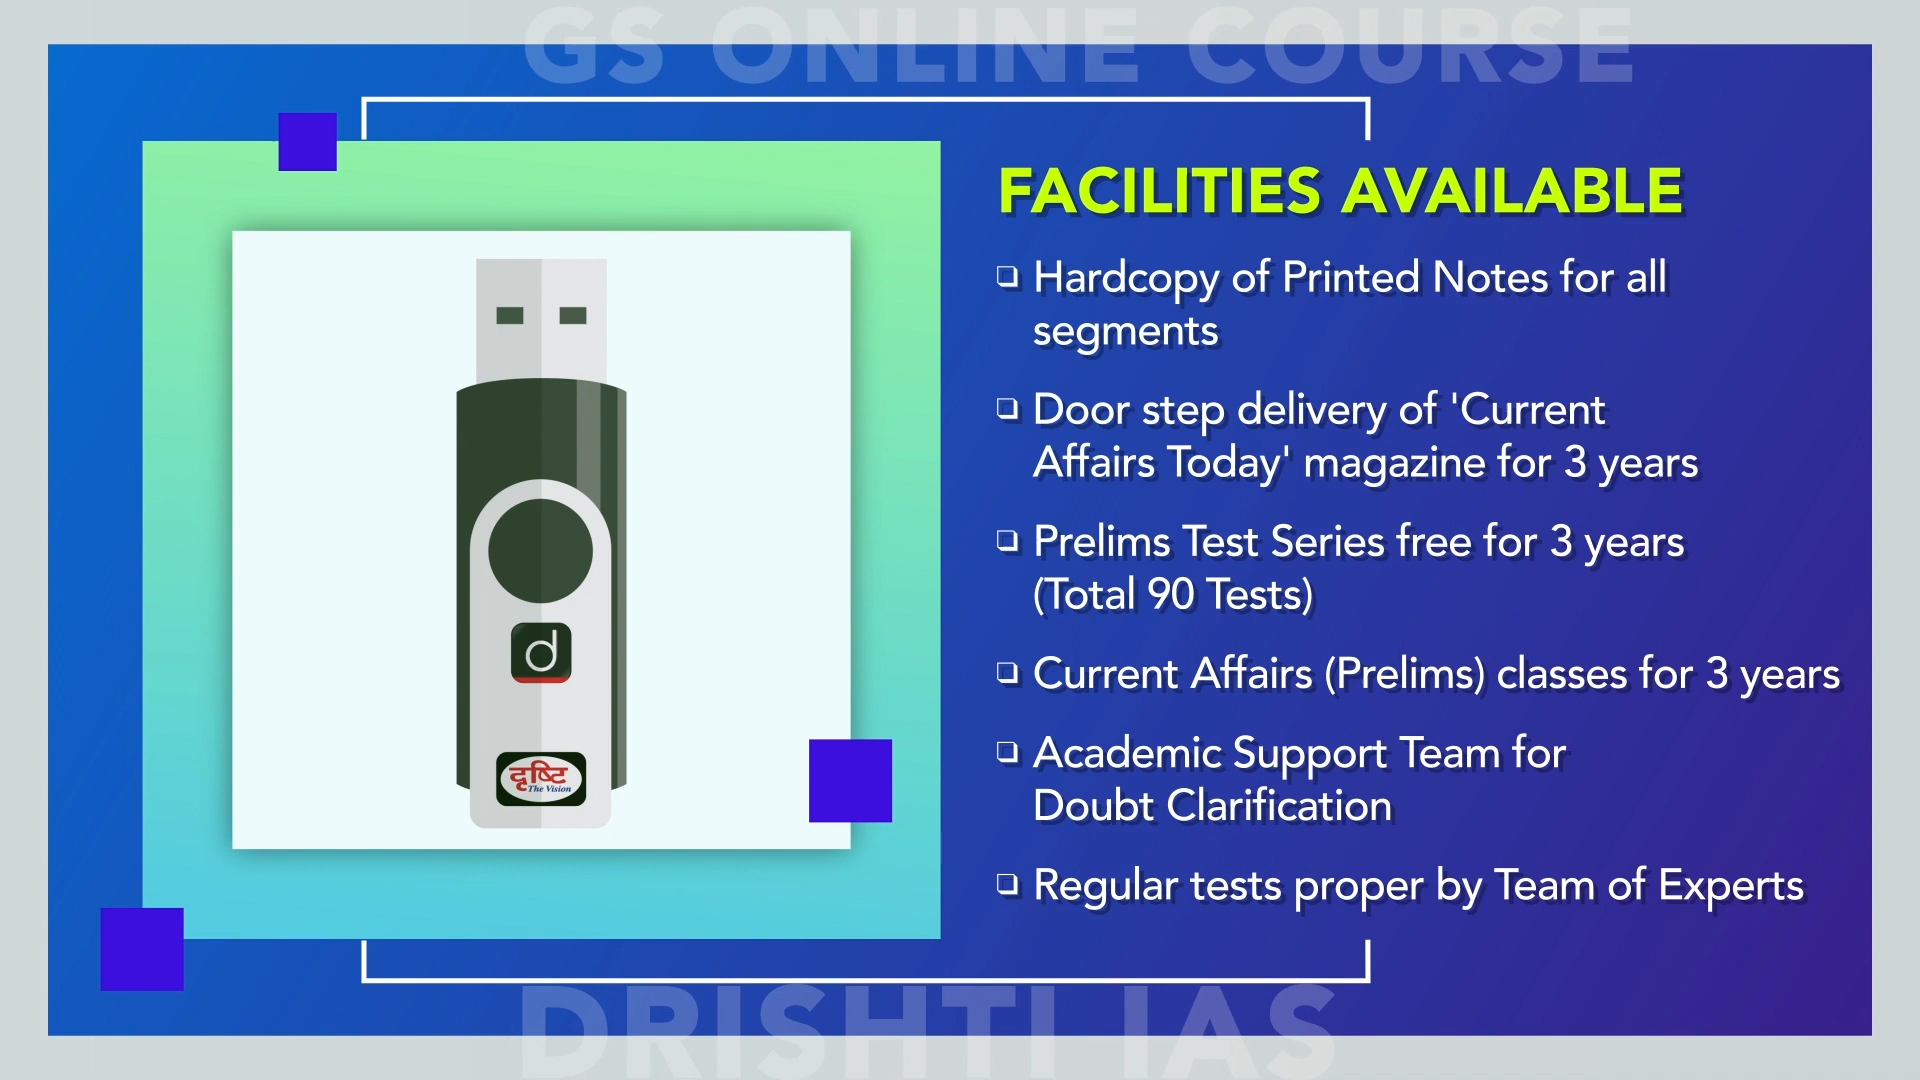 GS ONLINE COURSE
FACILITIES AVAILABLE
❏ Hardcopy of Printed Notes for all
segments
❏ Door step delivery of 'Current
Affairs Today' magazine for 3 years
❏ Prelims Test Series free for 3 years
(Total 90 Tests)
❏ Current Affairs (Prelims) classes for 3 years
❏ Academic Support Team for
Doubt Clarification
❏ Regular tests proper by Team of Experts
d
दृष्टि
The Vision
DRISHTI IAS